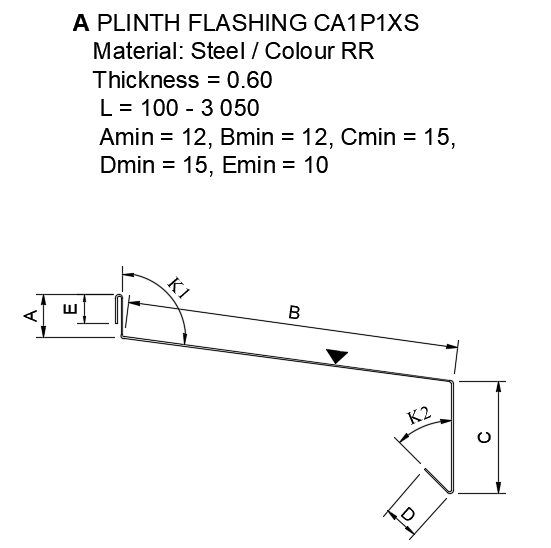 A PLINTH FLASHING CA1P1XS
Material: Steel / Colour RR
Thickness = 0.60
L = 100 - 3 050
Amin = 12, Bmin = 12, Cmin = 15,
Dmin = 15, Emin = 10
K1
A
E
B
K2
C
D